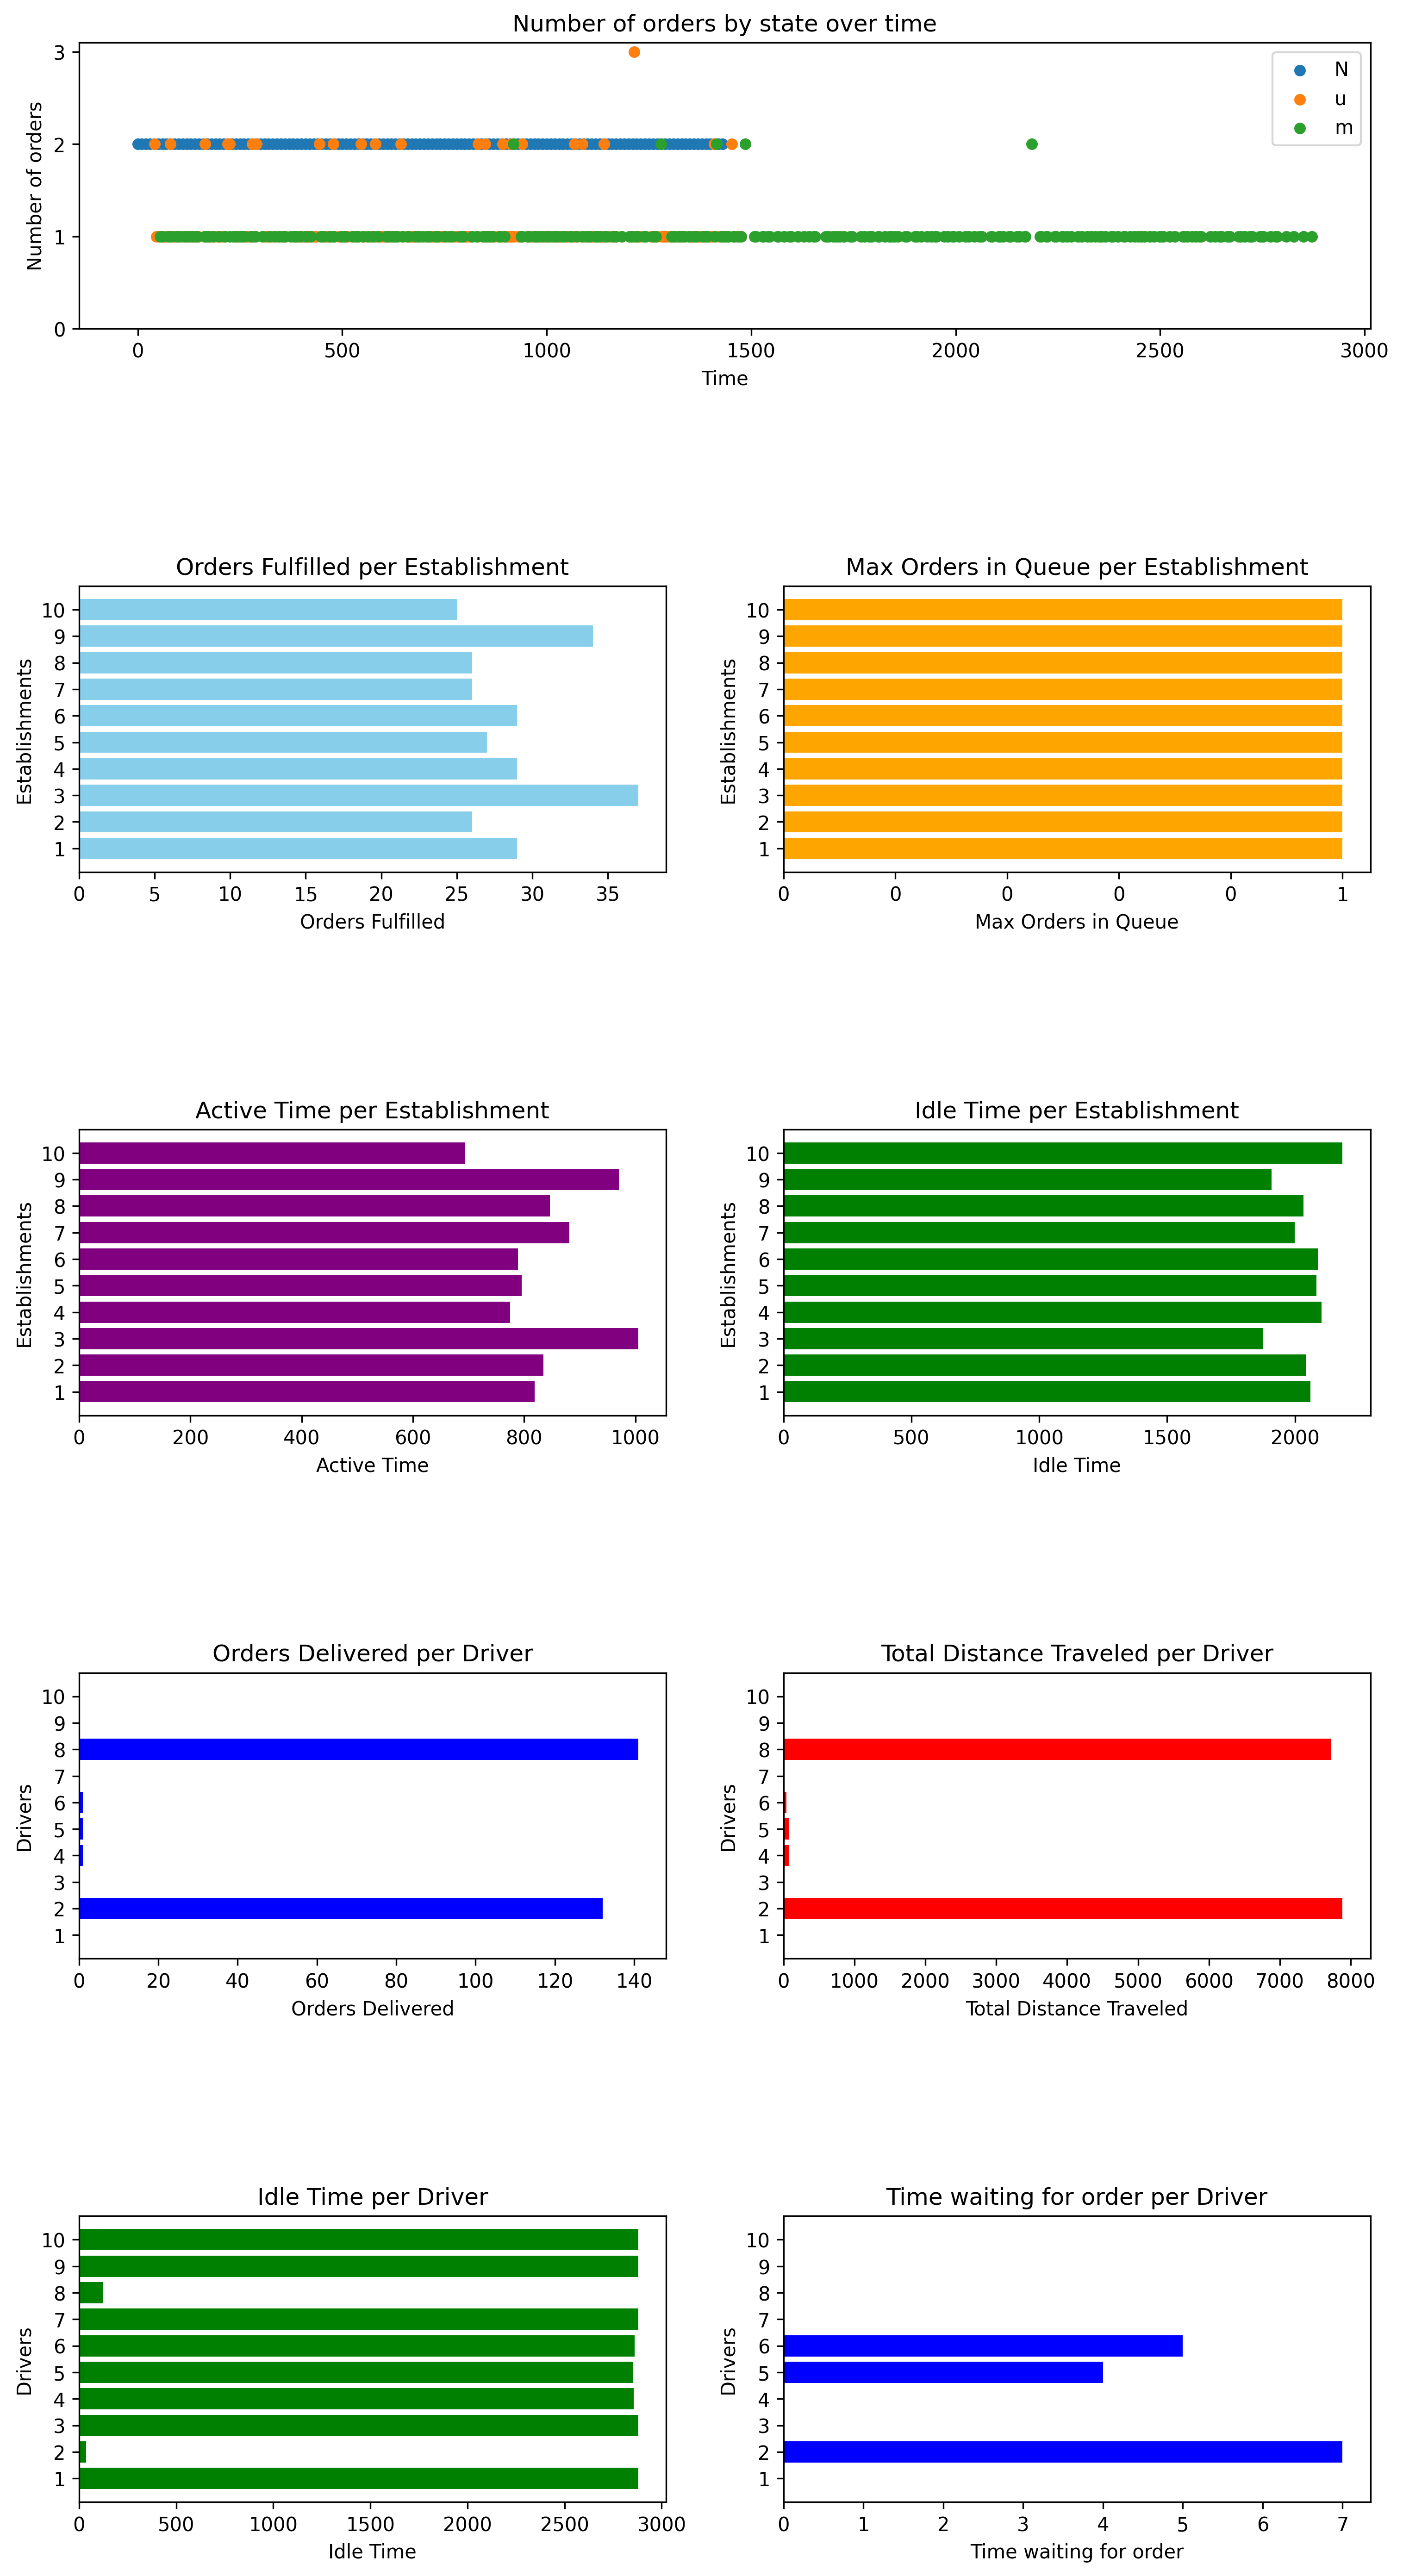 Number of orders by state over time
Number of orders
3
2
1
0
N
u
m
0 500 1000 1500 2000 2500 3000
Time
Orders Fulfilled per Establishment
Establishments
10
9
8
7
6
5
4
3
2
1
0 5 10 15 20 25 30 35
Orders Fulfilled
Max Orders in Queue per Establishment
Establishments
10
9
8
7
6
5
4
3
2
1
0 0 0 0 0 1
Max Orders in Queue
Active Time per Establishment
Establishments
10
9
8
7
6
5
4
3
2
1
0 200 400 600 800 1000
Active Time
Idle Time per Establishment
Establishments
10
9
8
7
6
5
4
3
2
1
0 500 1000 1500 2000
Idle Time
Orders Delivered per Driver
Drivers
10
9
8
7
6
5
4
3
2
1
0 20 40 60 80 100 120 140
Orders Delivered
Total Distance Traveled per Driver
Drivers
10
9
8
7
6
5
4
3
2
1
0 1000 2000 3000 4000 5000 6000 7000 8000
Total Distance Traveled
Idle Time per Driver
Drivers
10
9
8
7
6
5
4
3
2
1
0 500 1000 1500 2000 2500 3000
Idle Time
Time waiting for order per Driver
Drivers
10
9
8
7
6
5
4
3
2
1
0 1 2 3 4 5 6 7
Time waiting for order